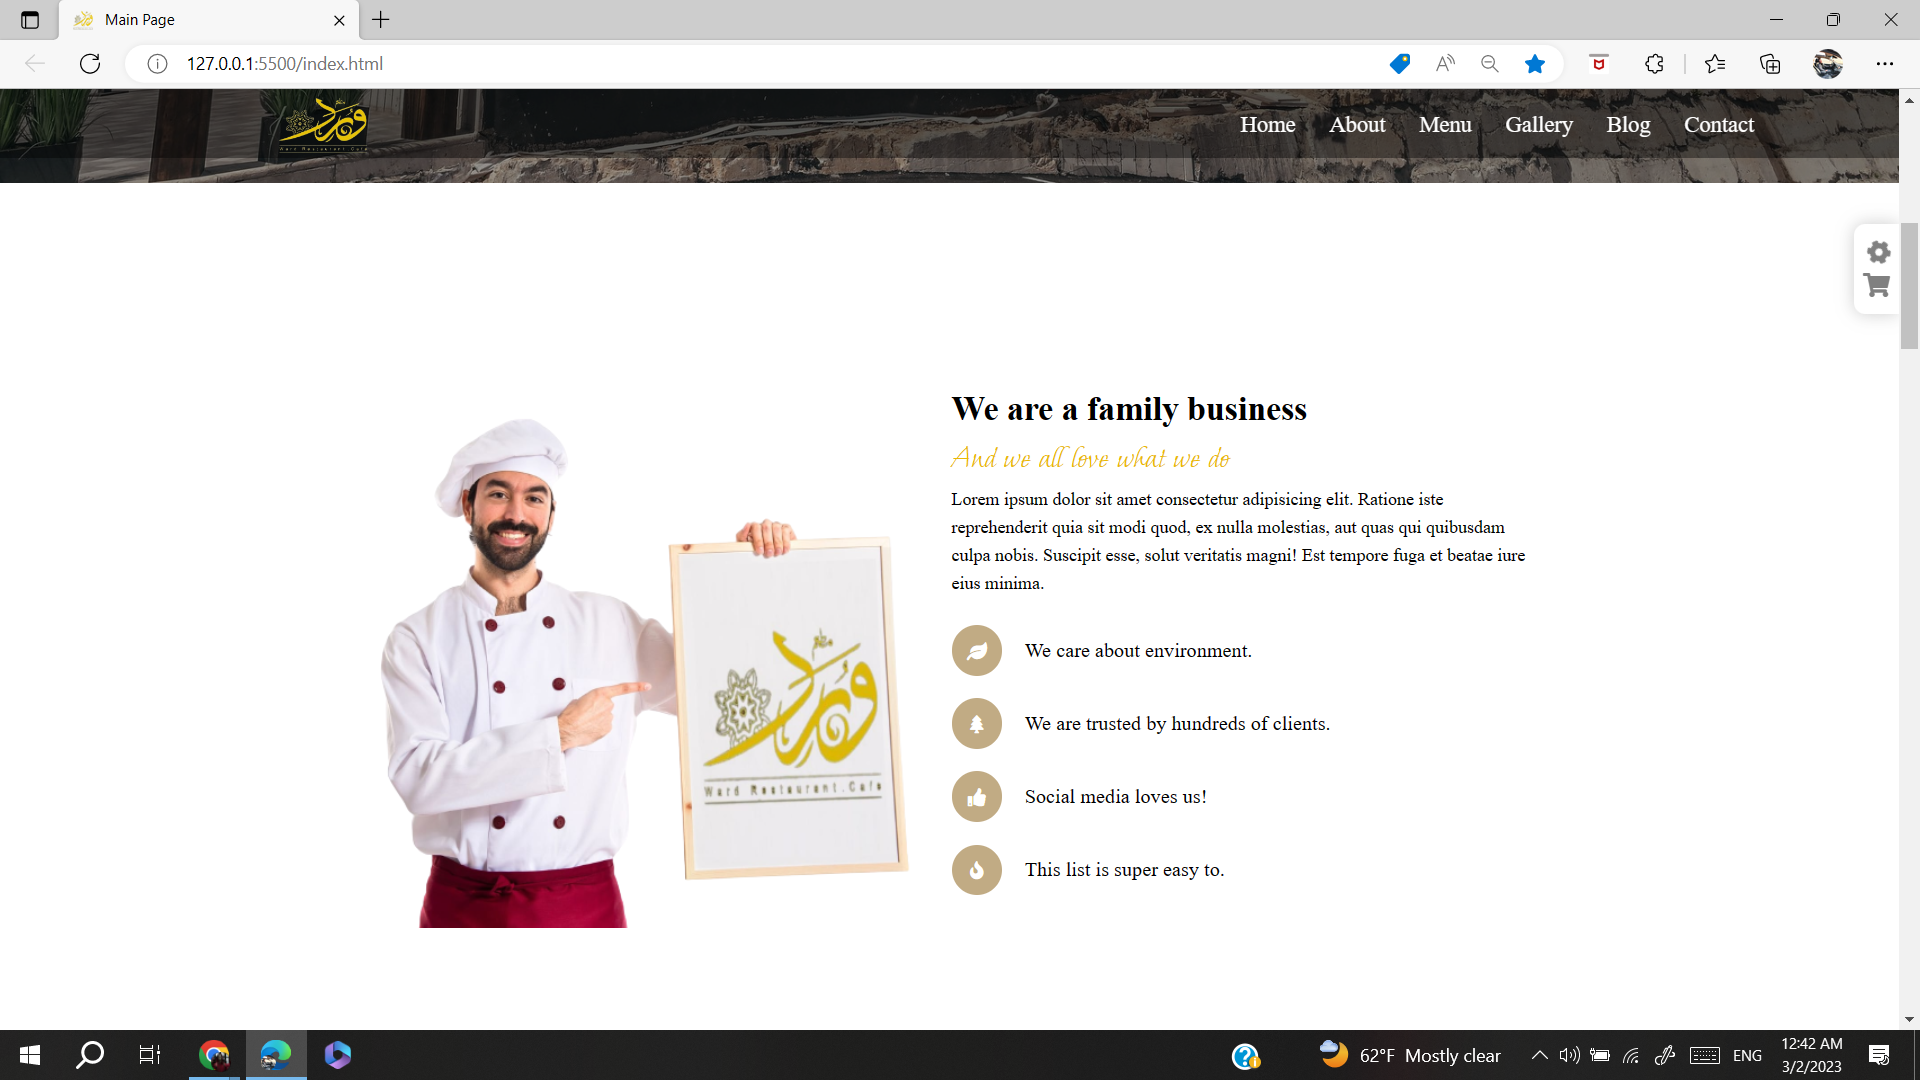 Main Page
127.0.0.1:5500/index.html
مطعم
ورد
Home About Menu Gallery Blog Contact
We are a family business
And we all love what we do
Lorem ipsum dolor sit amet consectetur adipisicing elit. Ratione iste
reprehenderit quia sit modi quod, ex nulla molestias, aut quas qui quibusdam
culpa nobis. Suscipit esse, solut veritatis magni! Est tempore fuga et beatae iure
eius minima.
مطعم
ورد
Ward Restaurant.Cafe
We care about environment.
We are trusted by hundreds of clients.
Social media loves us!
This list is super easy to.
62°F Mostly clear
ENG
12:42 AM
3/2/2023